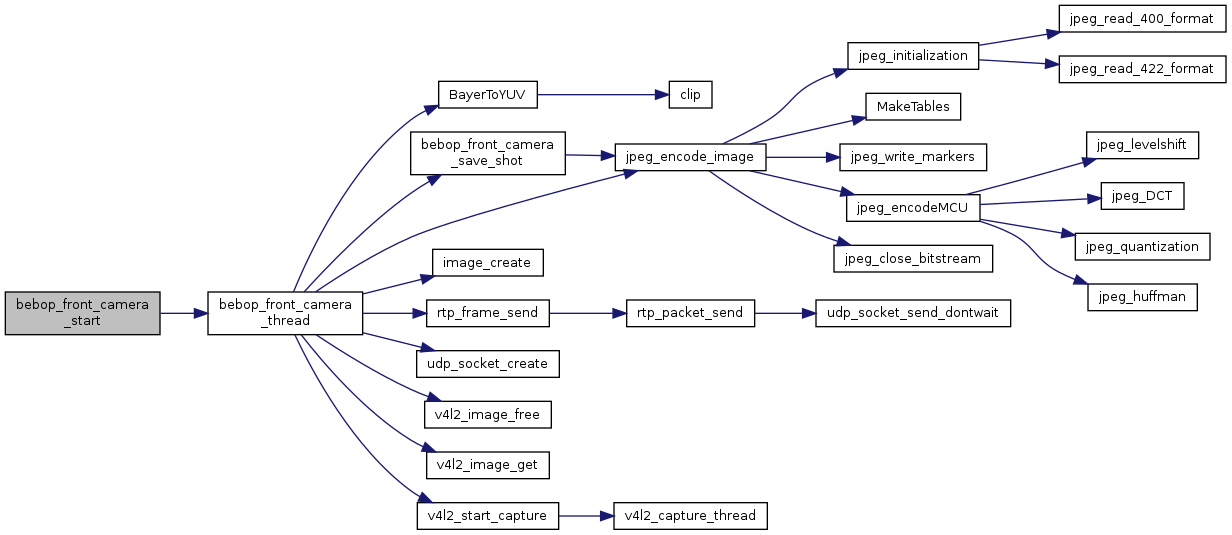 bebop_front_camera
_start
bebop_front_camera
_thread
BayerToYUV
clip
bebop_front_camera
_save_shot
jpeg_encode_image
jpeg_initialization
jpeg_read_400_format
jpeg_read_422_format
MakeTables
jpeg_write_markers
jpeg_encodeMCU
jpeg_levelshift
jpeg_DCT
jpeg_quantization
jpeg_huffman
jpeg_close_bitstream
image_create
rtp_frame_send
rtp_packet_send
udp_socket_send_dontwait
udp_socket_create
v4l2_image_free
v4l2_image_get
v4l2_start_capture
v4l2_capture_thread